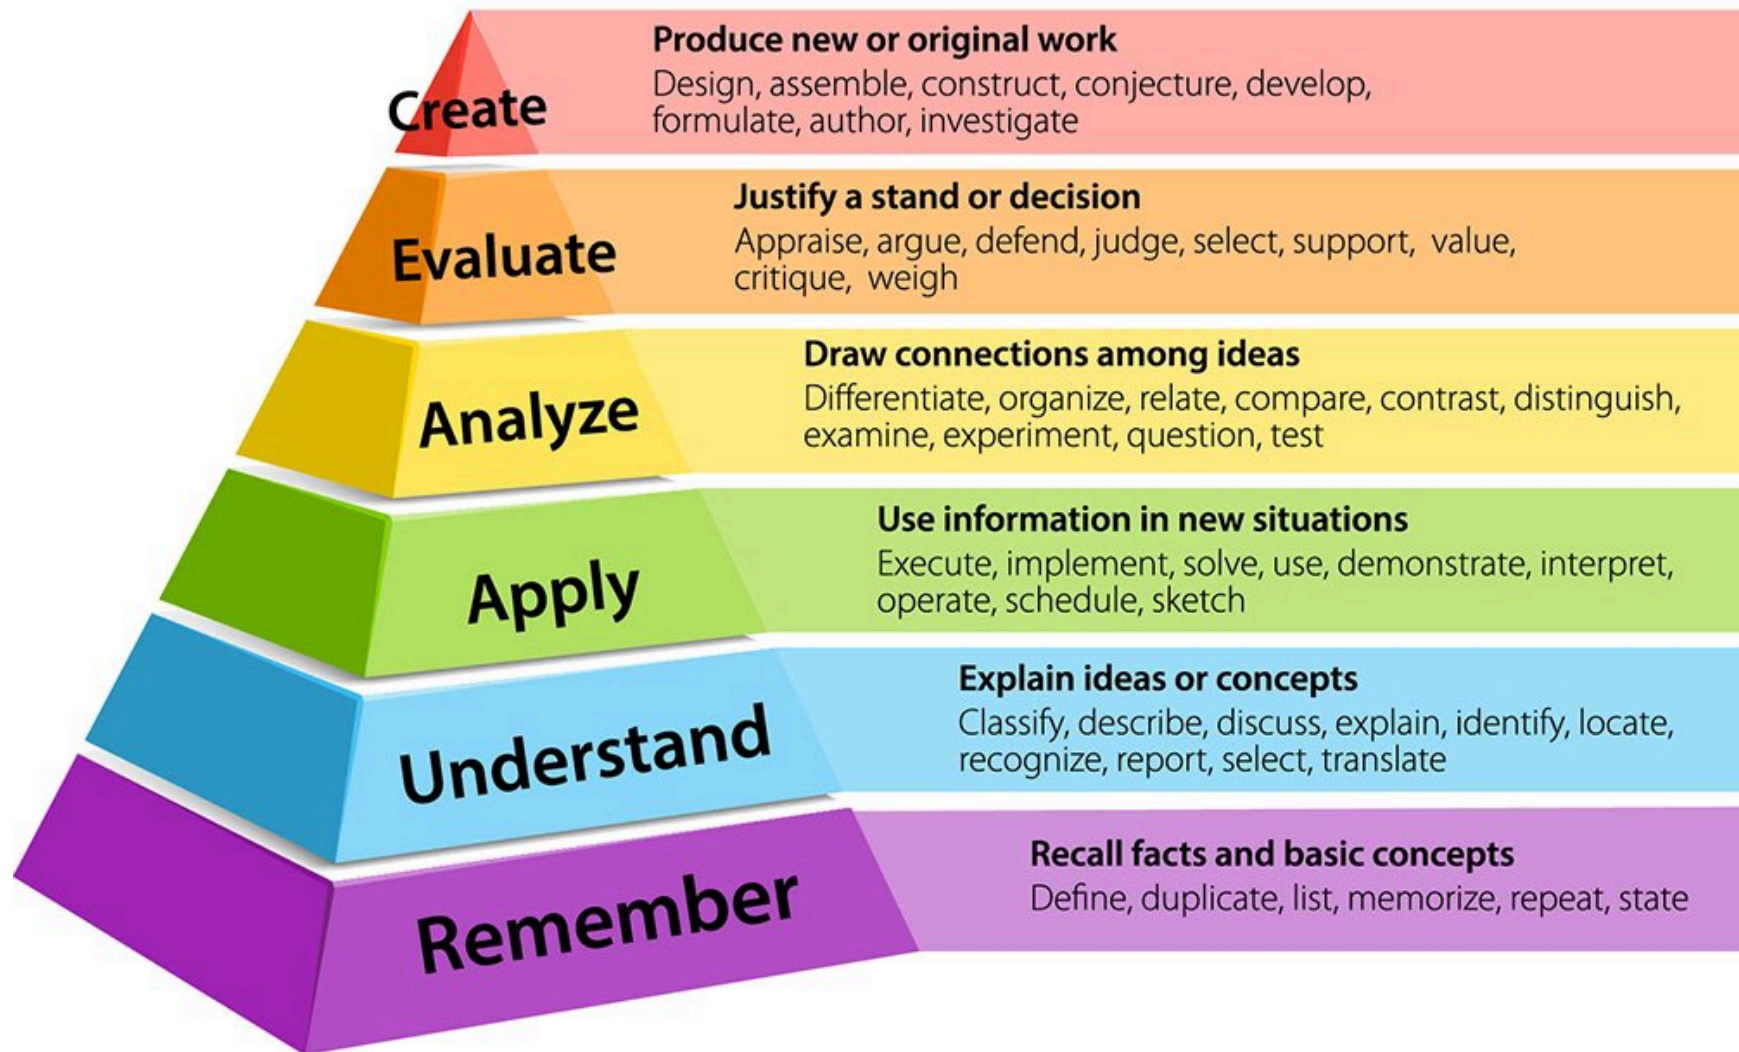 Create
Produce new or original work
Design, assemble, construct, conjecture, develop,
formulate, author, investigate
Evaluate
Justify a stand or decision
Appraise, argue, defend, judge, select, support, value,
critique, weigh
Analyze
Draw connections among ideas
Differentiate, organize, relate, compare, contrast, distinguish,
examine, experiment, question, test
Apply
Use information in new situations
Execute, implement, solve, use, demonstrate, interpret,
operate, schedule, sketch
Understand
Explain ideas or concepts
Classify, describe, discuss, explain, identify, locate,
recognize, report, select, translate
Remember
Recall facts and basic concepts
Define, duplicate, list, memorize, repeat, state